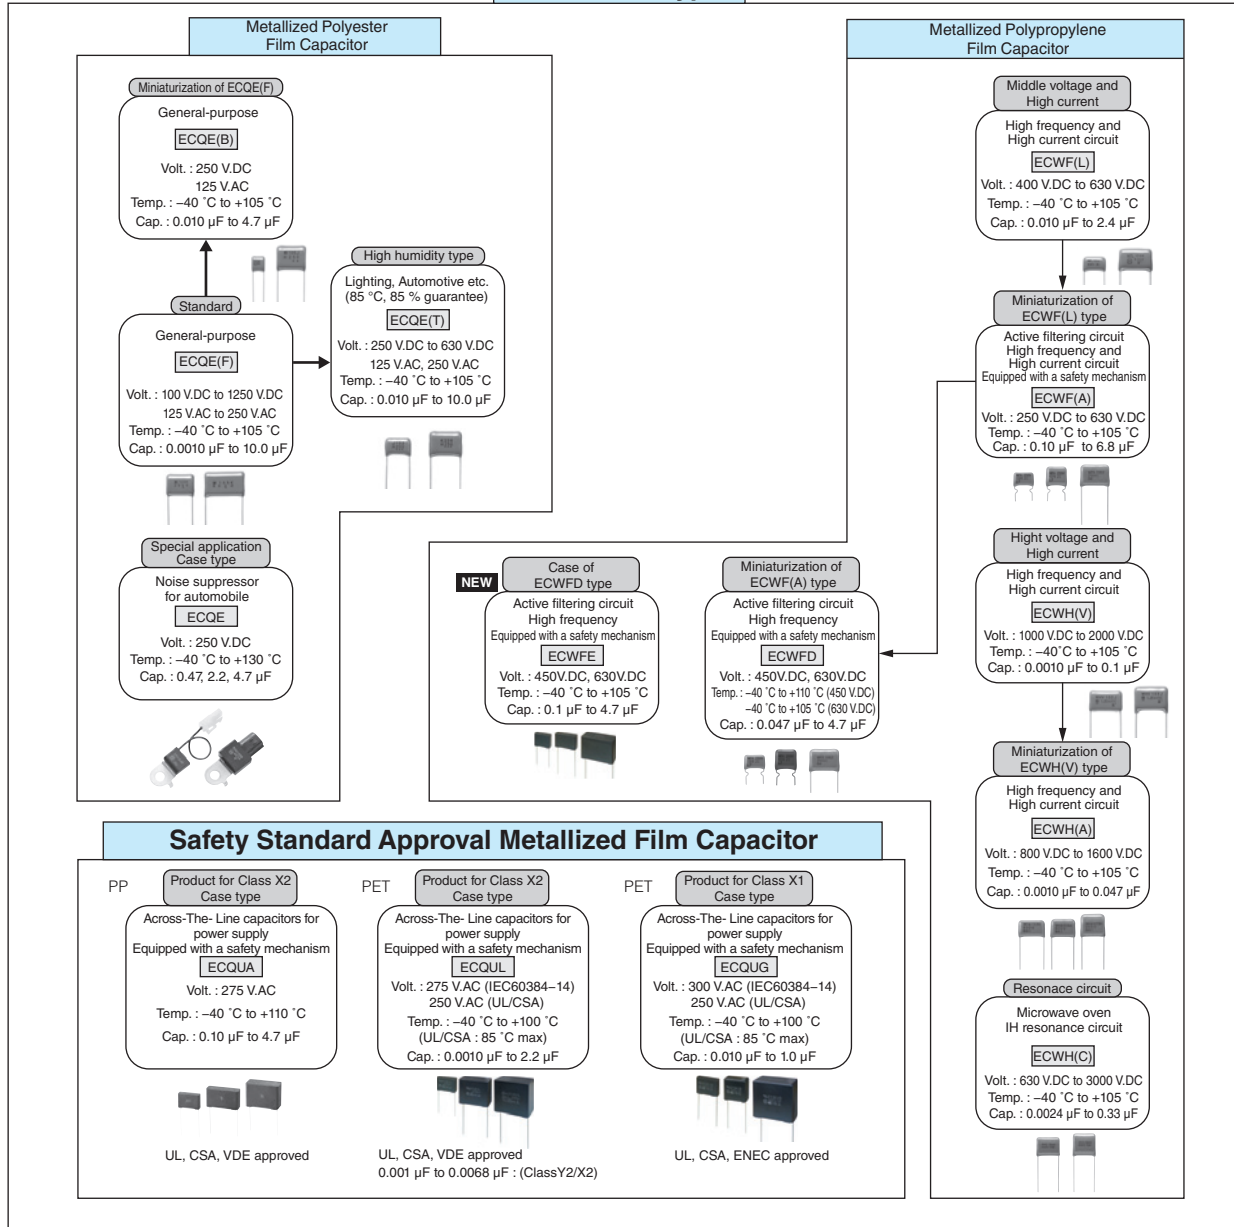 Metallized Polyester
Film Capacitor
Miniaturization of ECQE(F)
General-purpose
ECQE(B)
Volt. : 250 V.DC
125 V.AC
Temp. : –40 ˚C to +105 ˚C
Cap. : 0.010 µF to 4.7 µF
Standard
General-purpose
ECQE(F)
Volt. : 100 V.DC to 1250 V.DC
125 V.AC to 250 V.AC
Temp.: –40 ˚C to +105 ˚C
Cap. : 0.0010 µF to 10.0 µF
High humidity type
Lighting, Automotive etc.
(85 °C, 85 % guarantee)
ECQE(T)
Volt. : 250 V.DC to 630 V.DC
125 V.AC, 250 V.AC
Temp. : –40 ˚C to +105 ˚C
Cap. : 0.010 µF to 10.0 µF
Special application
Case type
Noise suppressor
for automobile
ECQE
Volt. : 250 V.DC
Temp. : –40 ˚C to +130 ˚C
Cap. : 0.47, 2.2, 4.7 µF
Metallized Polypropylene
Film Capacitor
Middle voltage and
High current
High frequency and
High current circuit
ECWF(L)
Volt. : 400 V.DC to 630 V.DC
Temp. : –40 ˚C to +105 ˚C
Cap. : 0.010 µF to 2.4 µF
Miniaturization of
ECWF(L) type
Active filtering circuit
High frequency and
High current circuit
Equipped with a safety mechanism
ECWF(A)
Volt. : 250 V.DC to 630 V.DC
Temp. : –40 ˚C to +105 ˚C
Cap. : 0.10 µF to 6.8 µF
NEW
Case of
ECWFD type
Active filtering circuit
High frequency
Equipped with a safety mechanism
ECWFE
Volt. : 450V.DC, 630V.DC
Temp. : –40 ˚C to +105 ˚C
Cap. : 0.1 µF to 4.7 µF
Miniaturization of
ECWF(A) type
Active filtering circuit
High frequency
Equipped with a safety mechanism
ECWFD
Volt. : 450V.DC, 630V.DC
Temp. : –40 ˚C to +110 ˚C (450 V.DC)
–40 ˚C to +105 ˚C (630 V.DC)
Cap. : 0.047 µF to 4.7 µF
Hight voltage and
High current
High frequency and
High current circuit
ECWH(V)
Volt. : 1000 V.DC to 2000 V.DC
Temp. : –40˚C to +105 ˚C
Cap. : 0.0010 µF to 0.1 µF
Miniaturization of
ECWH(V) type
High frequency and
High current circuit
ECWH(A)
Volt. : 800 V.DC to 1600 V.DC
Temp. : –40 ˚C to +105 ˚C
Cap. : 0.0010 µF to 0.047 µF
Resonace circuit
Microwave oven
IH resonance circuit
ECWH(C)
Volt. : 630 V.DC to 3000 V.DC
Temp. : –40 ˚C to +105 ˚C
Cap. : 0.0024 µF to 0.33 µF
Safety Standard Approval Metallized Film Capacitor
PP
Product for Class X2
Case type
Across-The- Line capacitors for
power supply
Equipped with a safety mechanism
ECQUA
Volt. : 275 V.AC
Temp. : –40 ˚C to +110 ˚C
Cap. : 0.10 µF to 4.7 µF
UL, CSA, VDE approved
PET
Product for Class X2
Case type
Across-The- Line capacitors for
power supply
Equipped with a safety mechanism
ECQUL
Volt. : 275 V.AC (IEC60384–14)
250 V.AC (UL/CSA)
Temp. : –40 ˚C to +100 ˚C
(UL/CSA : 85 ˚C max)
Cap. : 0.0010 µF to 2.2 µF
UL, CSA, VDE approved
0.001 µF to 0.0068 µF : (ClassY2/X2)
PET
Product for Class X1
Case type
Across-The- Line capacitors for
power supply
Equipped with a safety mechanism
ECQUG
Volt. : 300 V.AC (IEC60384–14)
250 V.AC (UL/CSA)
Temp. : –40 ˚C to +100 ˚C
(UL/CSA : 85 ˚C max)
Cap. : 0.010 µF to 1.0 µF
UL, CSA, ENEC approved